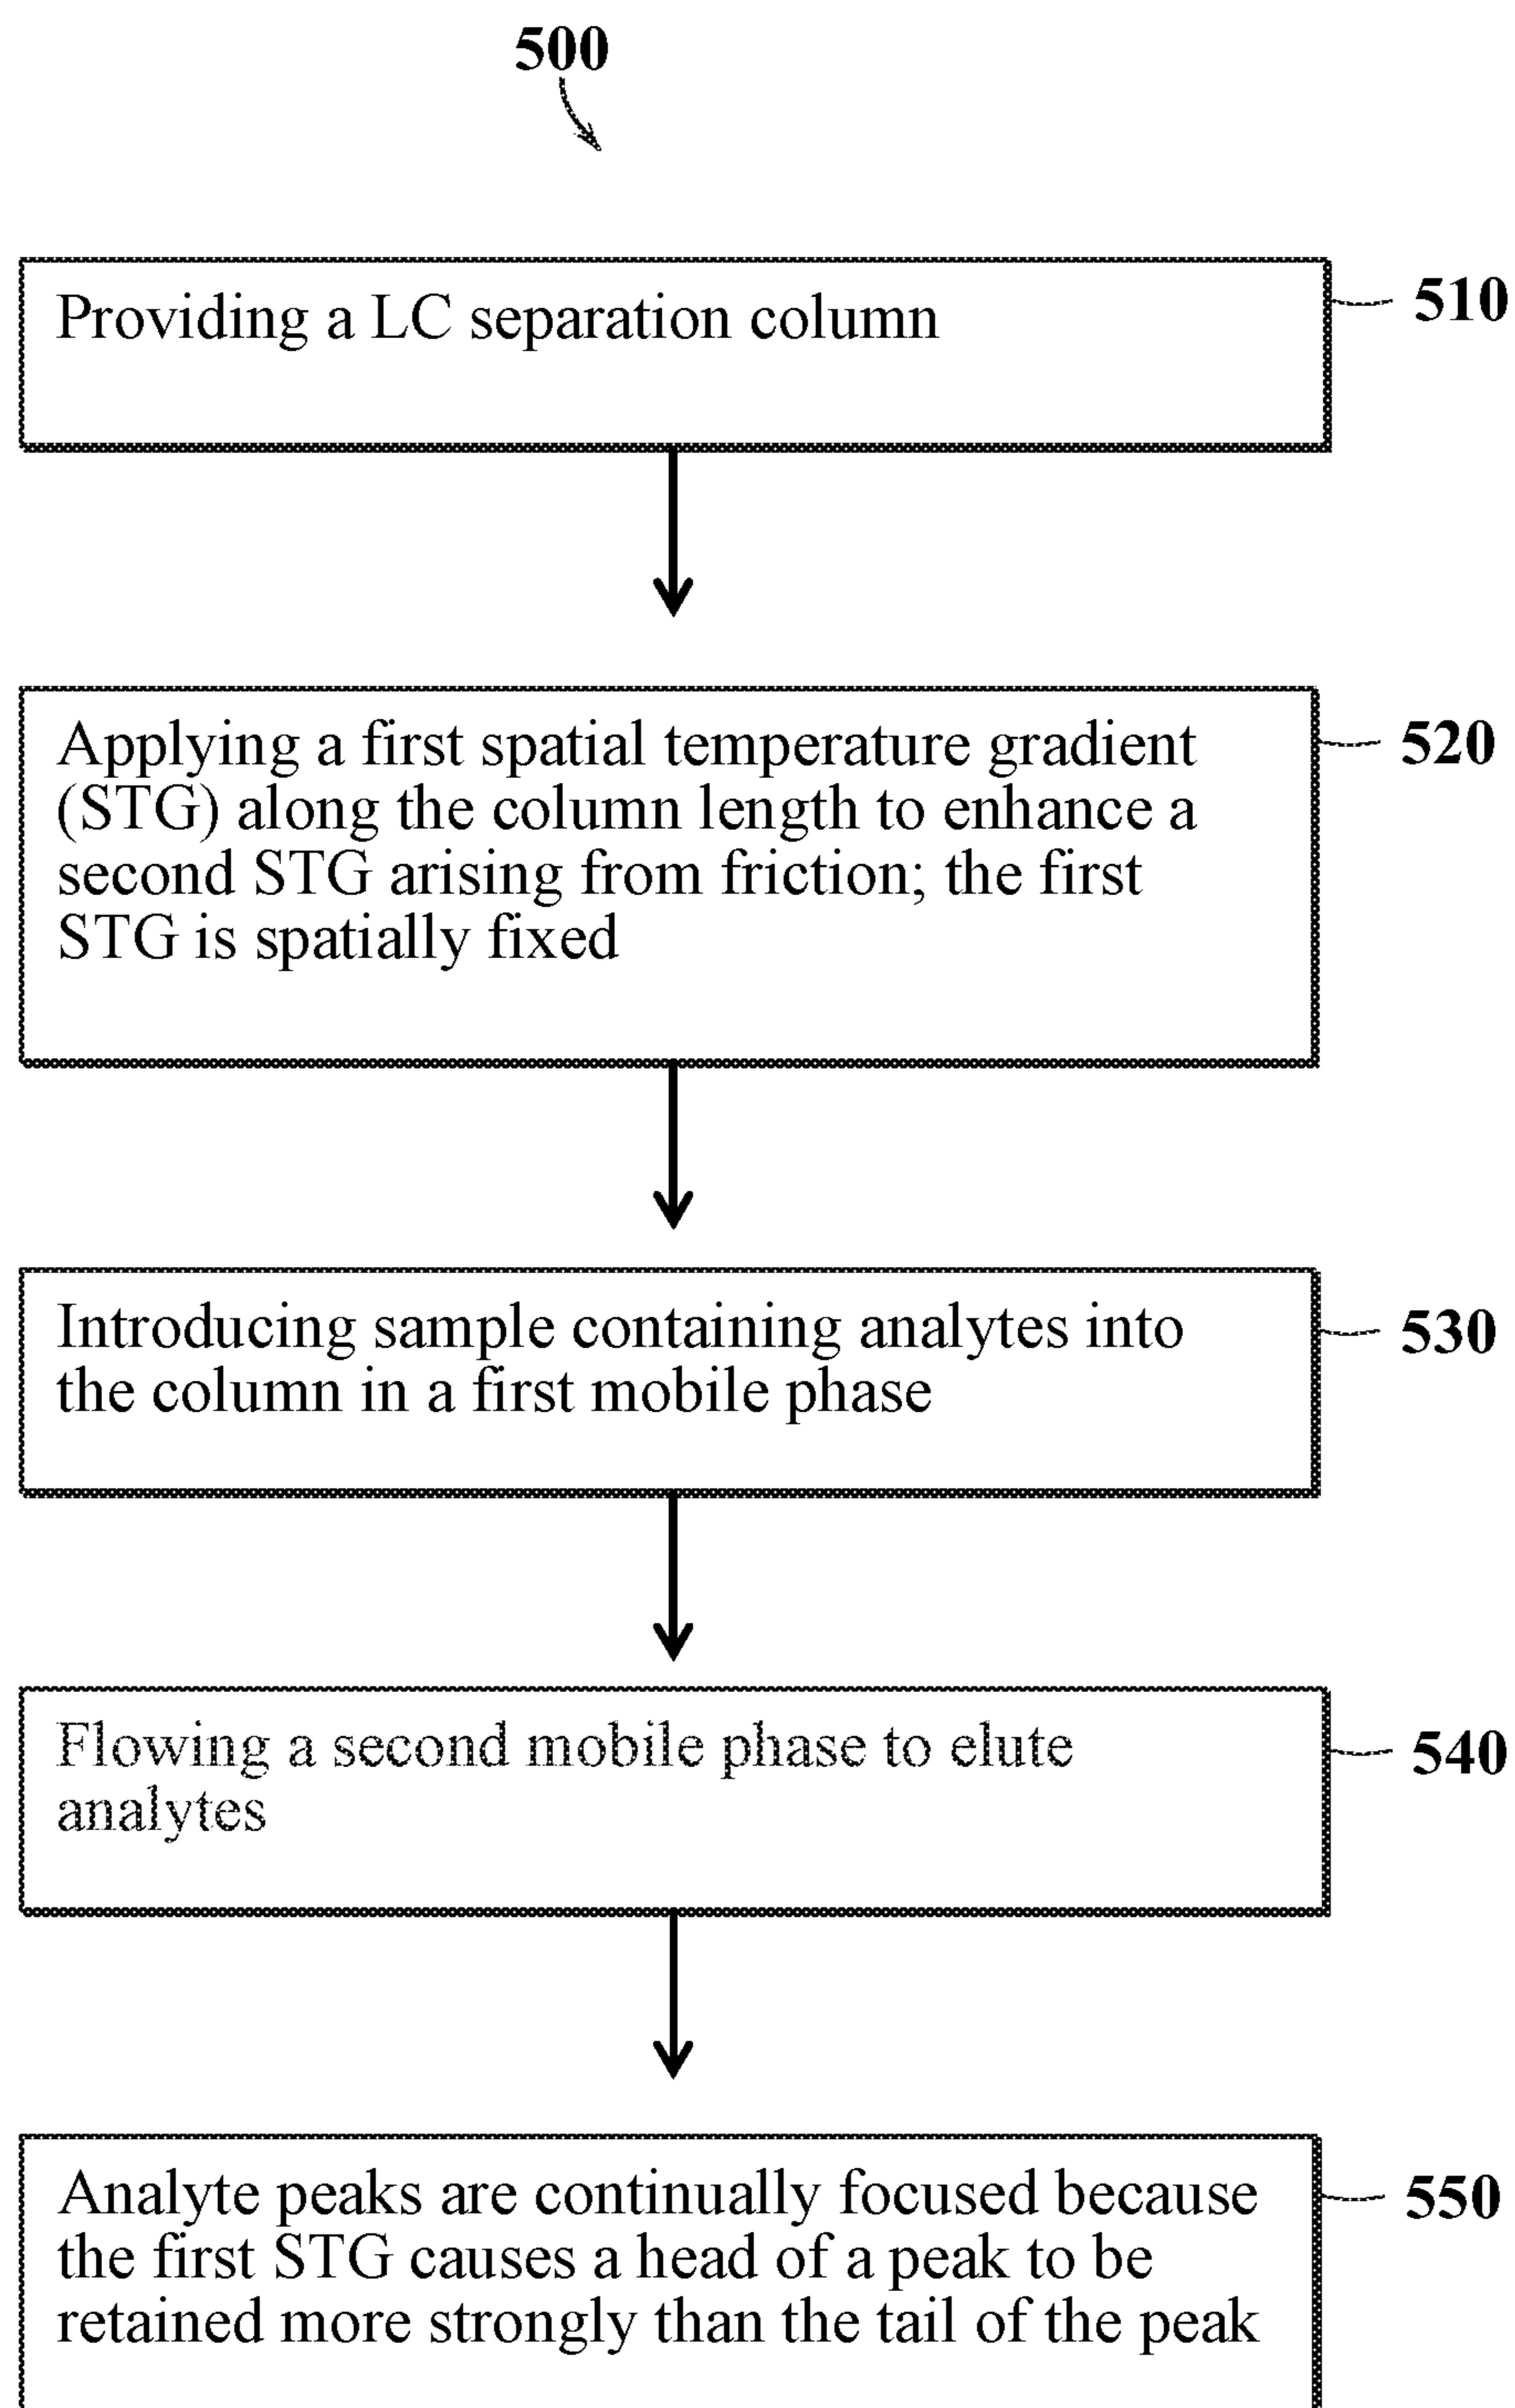 500
Providing a LC separation column
510
Applying a first spatial temperature gradient
(STG) along the column length to enhance a
second STG arising from friction; the first
STG is spatially fixed
520
Introducing sample containing analytes into
the column in a first mobile phase
530
Flowing a second mobile phase to elute
analytes
540
Analyte peaks are continually focused because
the first STG causes a head of a peak to be
retained more strongly than the tail of the peak
550